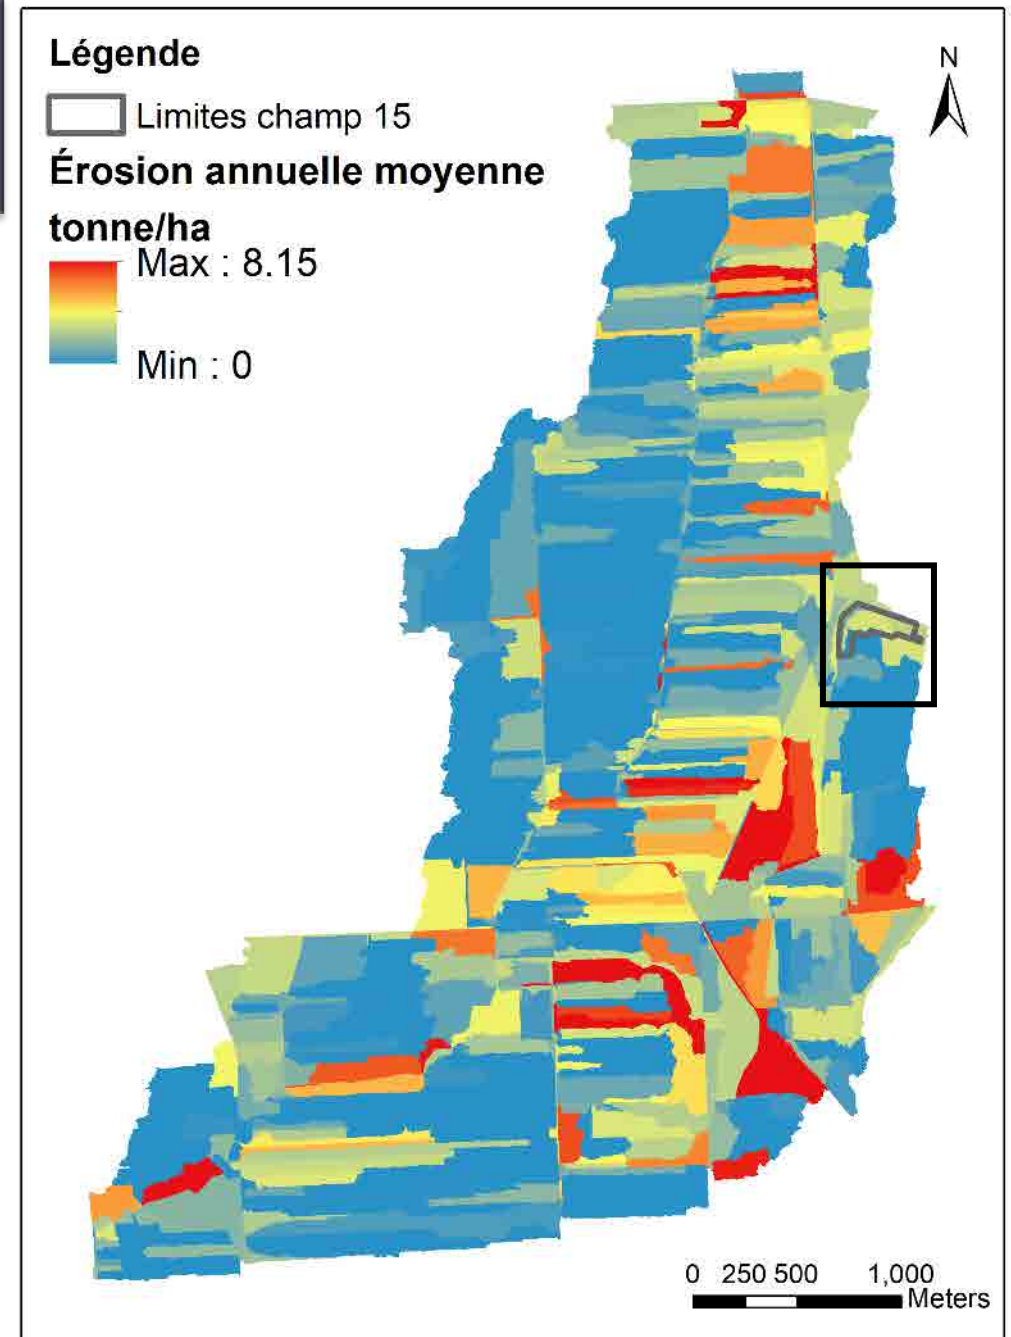 Légende
N
Limites champ 15
Érosion annuelle moyenne
tonne/ha
Max : 8.15
Min : 0
0 250 500 1,000
Meters